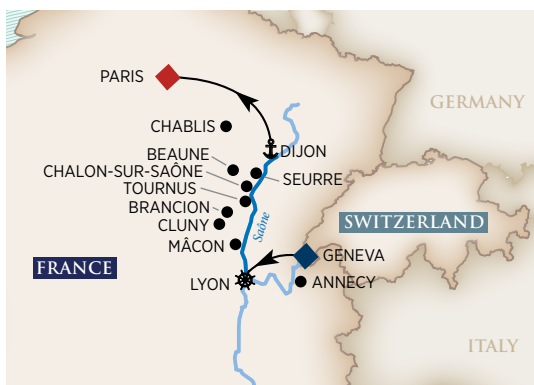 PARIS
GERMANY
CHABLIS
DIJON
BEAUNE
CHALON-SUR-SAÔNE
SEURRE
TOURNUS
BRANCION
CLUNY
Saône
SWITZERLAND
MÂCON
GENEVA
FRANCE
LYON
ANNECY
ITALY